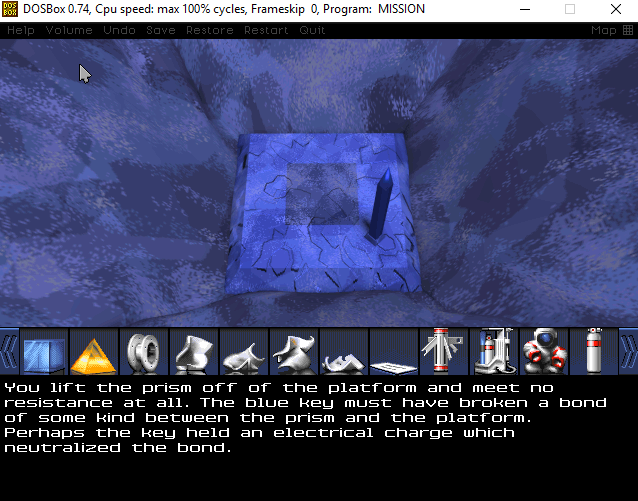 DOS
BOX
DOSBox 0.74, Cpu speed: max 100% cycles, Frameskip 0, Program: MISSION
Help Volume Undo Save Restore Restart Quit Map
You lift the prism off of the platform and meet no
resistance at all. The blue key must have broken a bond
of some kind between the prism and the platform.
Perhaps the key held an electrical charge which
neutralized the bond.